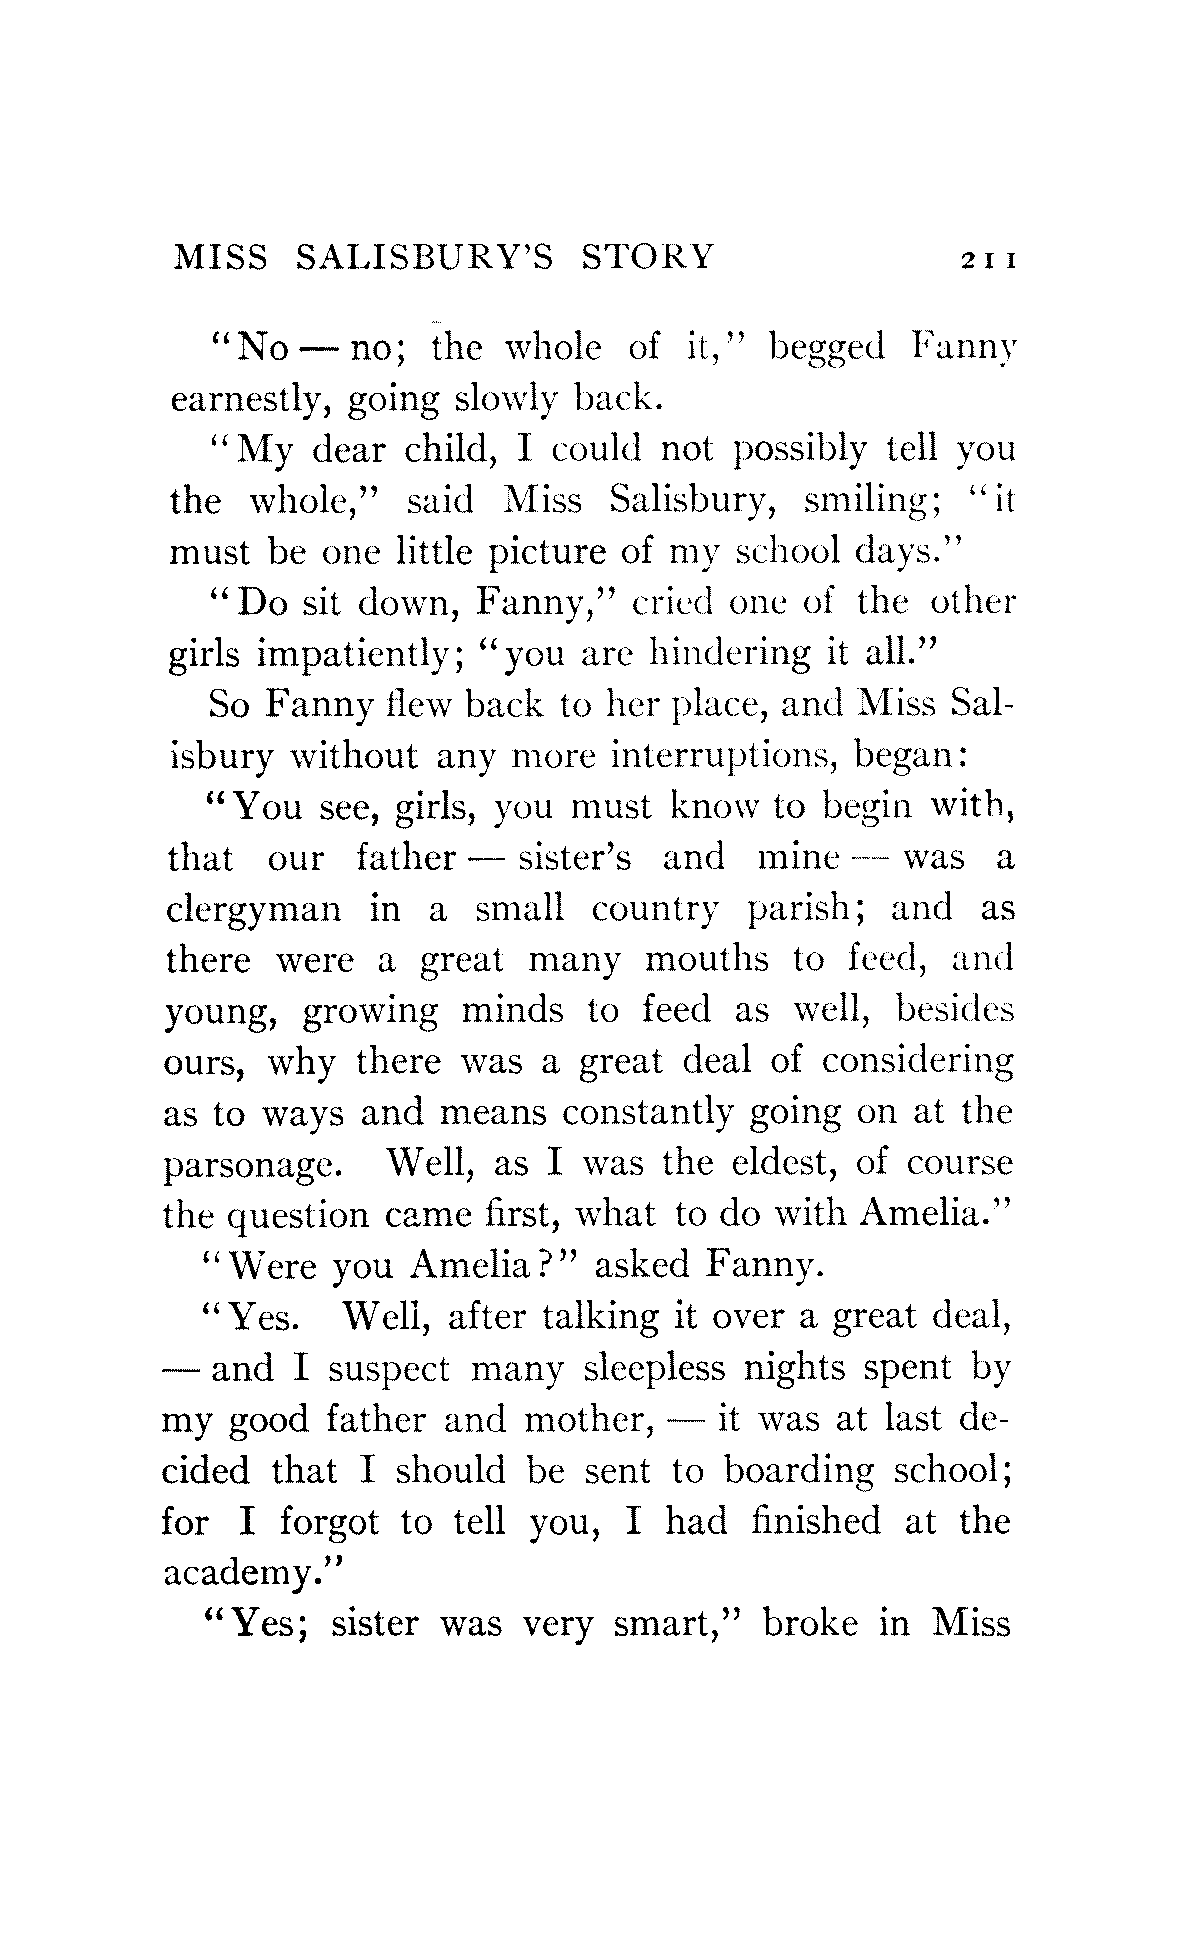 MISS SALISBURY'S STORY 211
"No — no; the whole of it," begged Fanny
earnestly, going slowly back.
"My dear child, I could not possibly tell you
the whole," said Miss Salisbury, smiling; "it
must be one little picture of my school days."
"Do sit down, Fanny," cried one of the other
girls impatiently; "you are hindering it all."
So Fanny flew back to her place, and Miss Sal-
isbury without any more interruptions, began:
"You see, girls, you must know to begin with,
that our father — sister's and mine — was a
clergyman in a small country parish; and as
there were a great many mouths to feed, and
young, growing minds to feed as well, besides
ours, why there was a great deal of considering
as to ways and means constantly going on at the
parsonage. Well, as I was the eldest, of course
the question came first, what to do with Amelia."
"Were you Amelia?" asked Fanny.
"Yes. Well, after talking it over a great deal,
— and I suspect many sleepless nights spent by
my good father and mother, — it was at last de-
cided that I should be sent to boarding school;
for I forgot to tell you, I had finished at the
academy."
"Yes; sister was very smart," broke in Miss